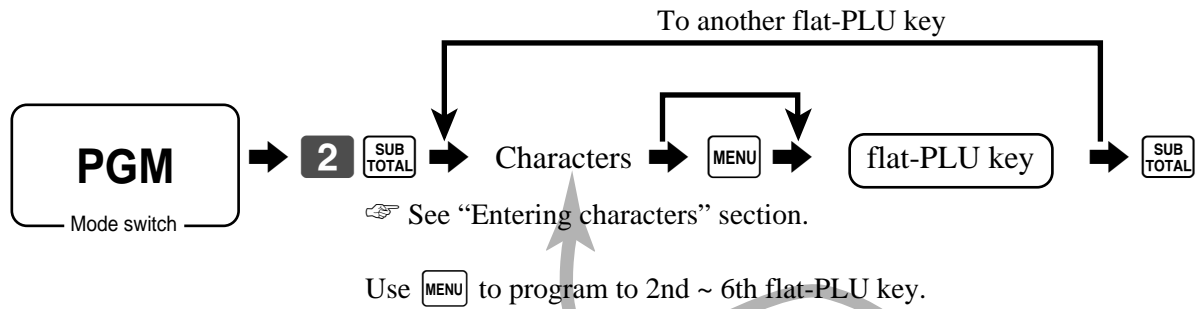 To another flat-PLU key
PGM
Mode switch
2
SUB
TOTAL
Characters
MENU
flat-PLU key
SUB
TOTAL
☞ See “Entering characters” section.
Use MENU to program to 2nd ~ 6th flat-PLU key.